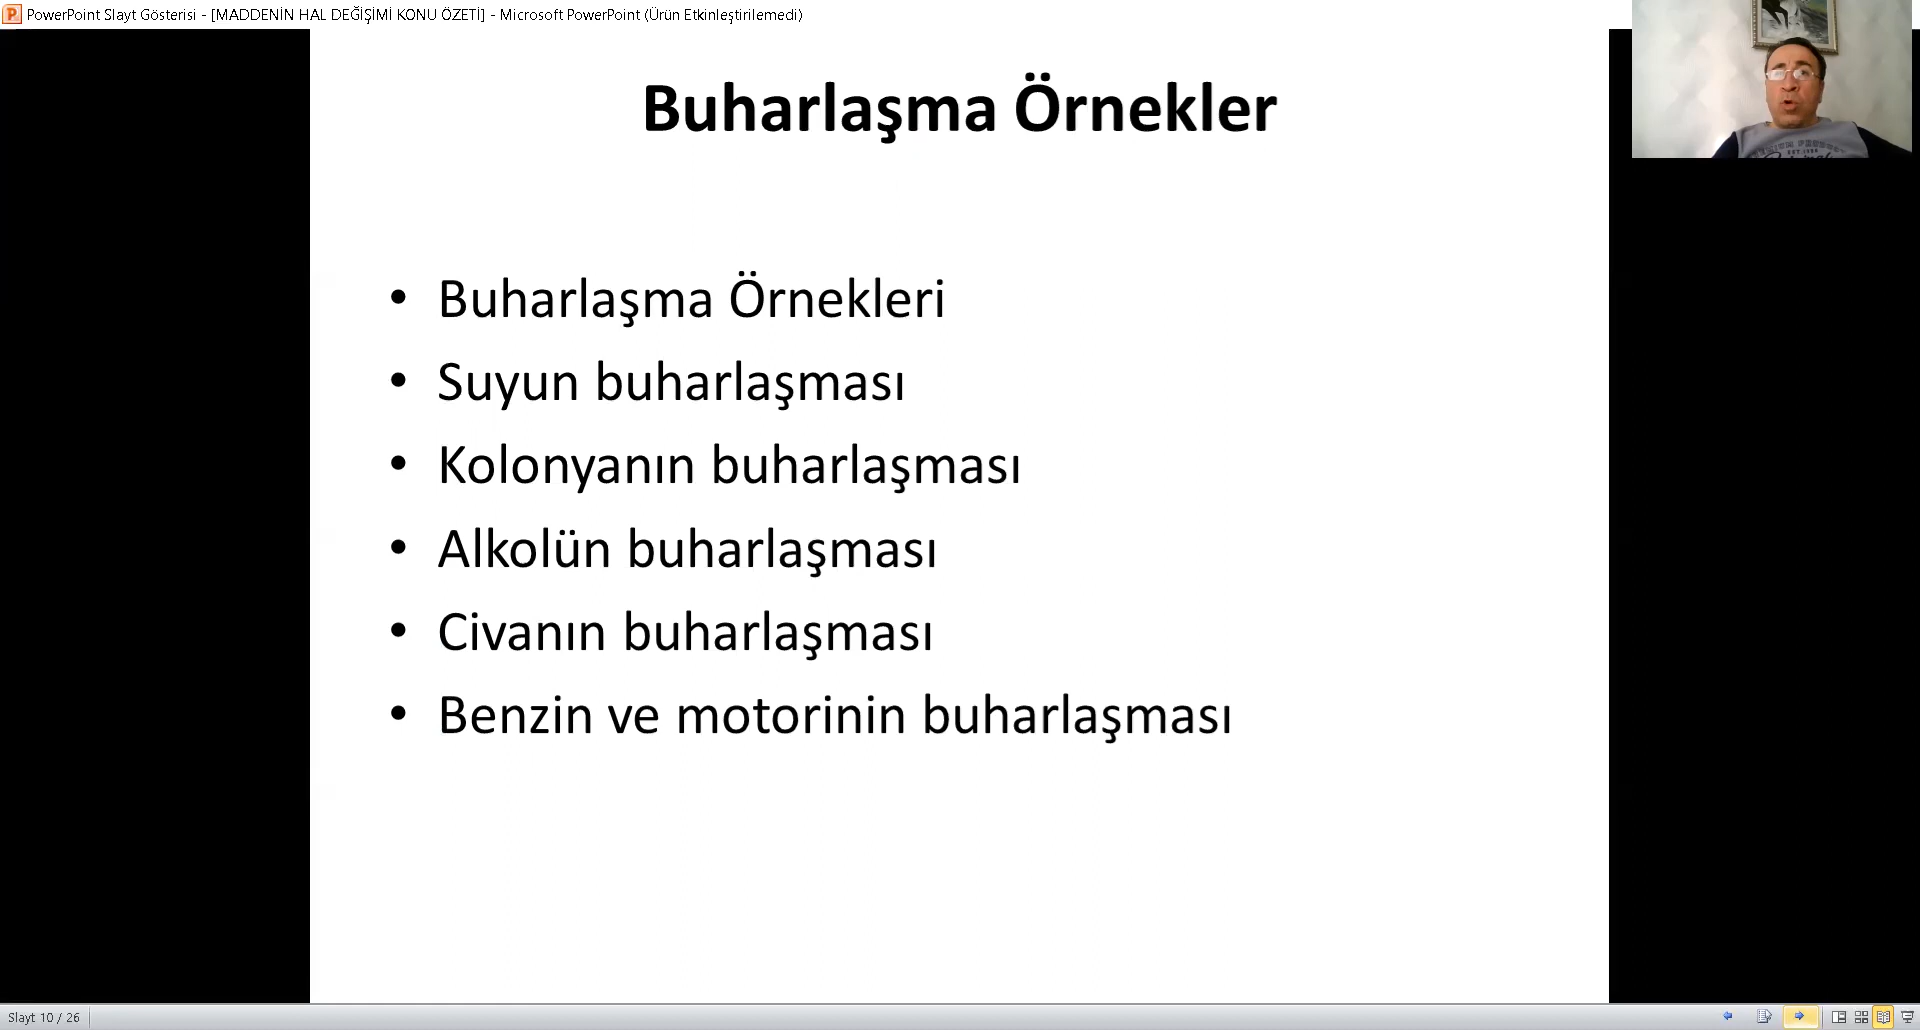 PowerPoint Slayt Gösterisi - [MADDENİN HAL DEĞİŞİMİ KONU ÖZETİ] - Microsoft PowerPoint (Ürün Etkinleştirilemedi)
Buharlaşma Örnekler
• Buharlaşma Örnekleri
• Suyun buharlaşması
• Kolonyanın buharlaşması
• Alkolün buharlaşması
• Civanın buharlaşması
• Benzin ve motorinin buharlaşması
Slayt 10 / 26